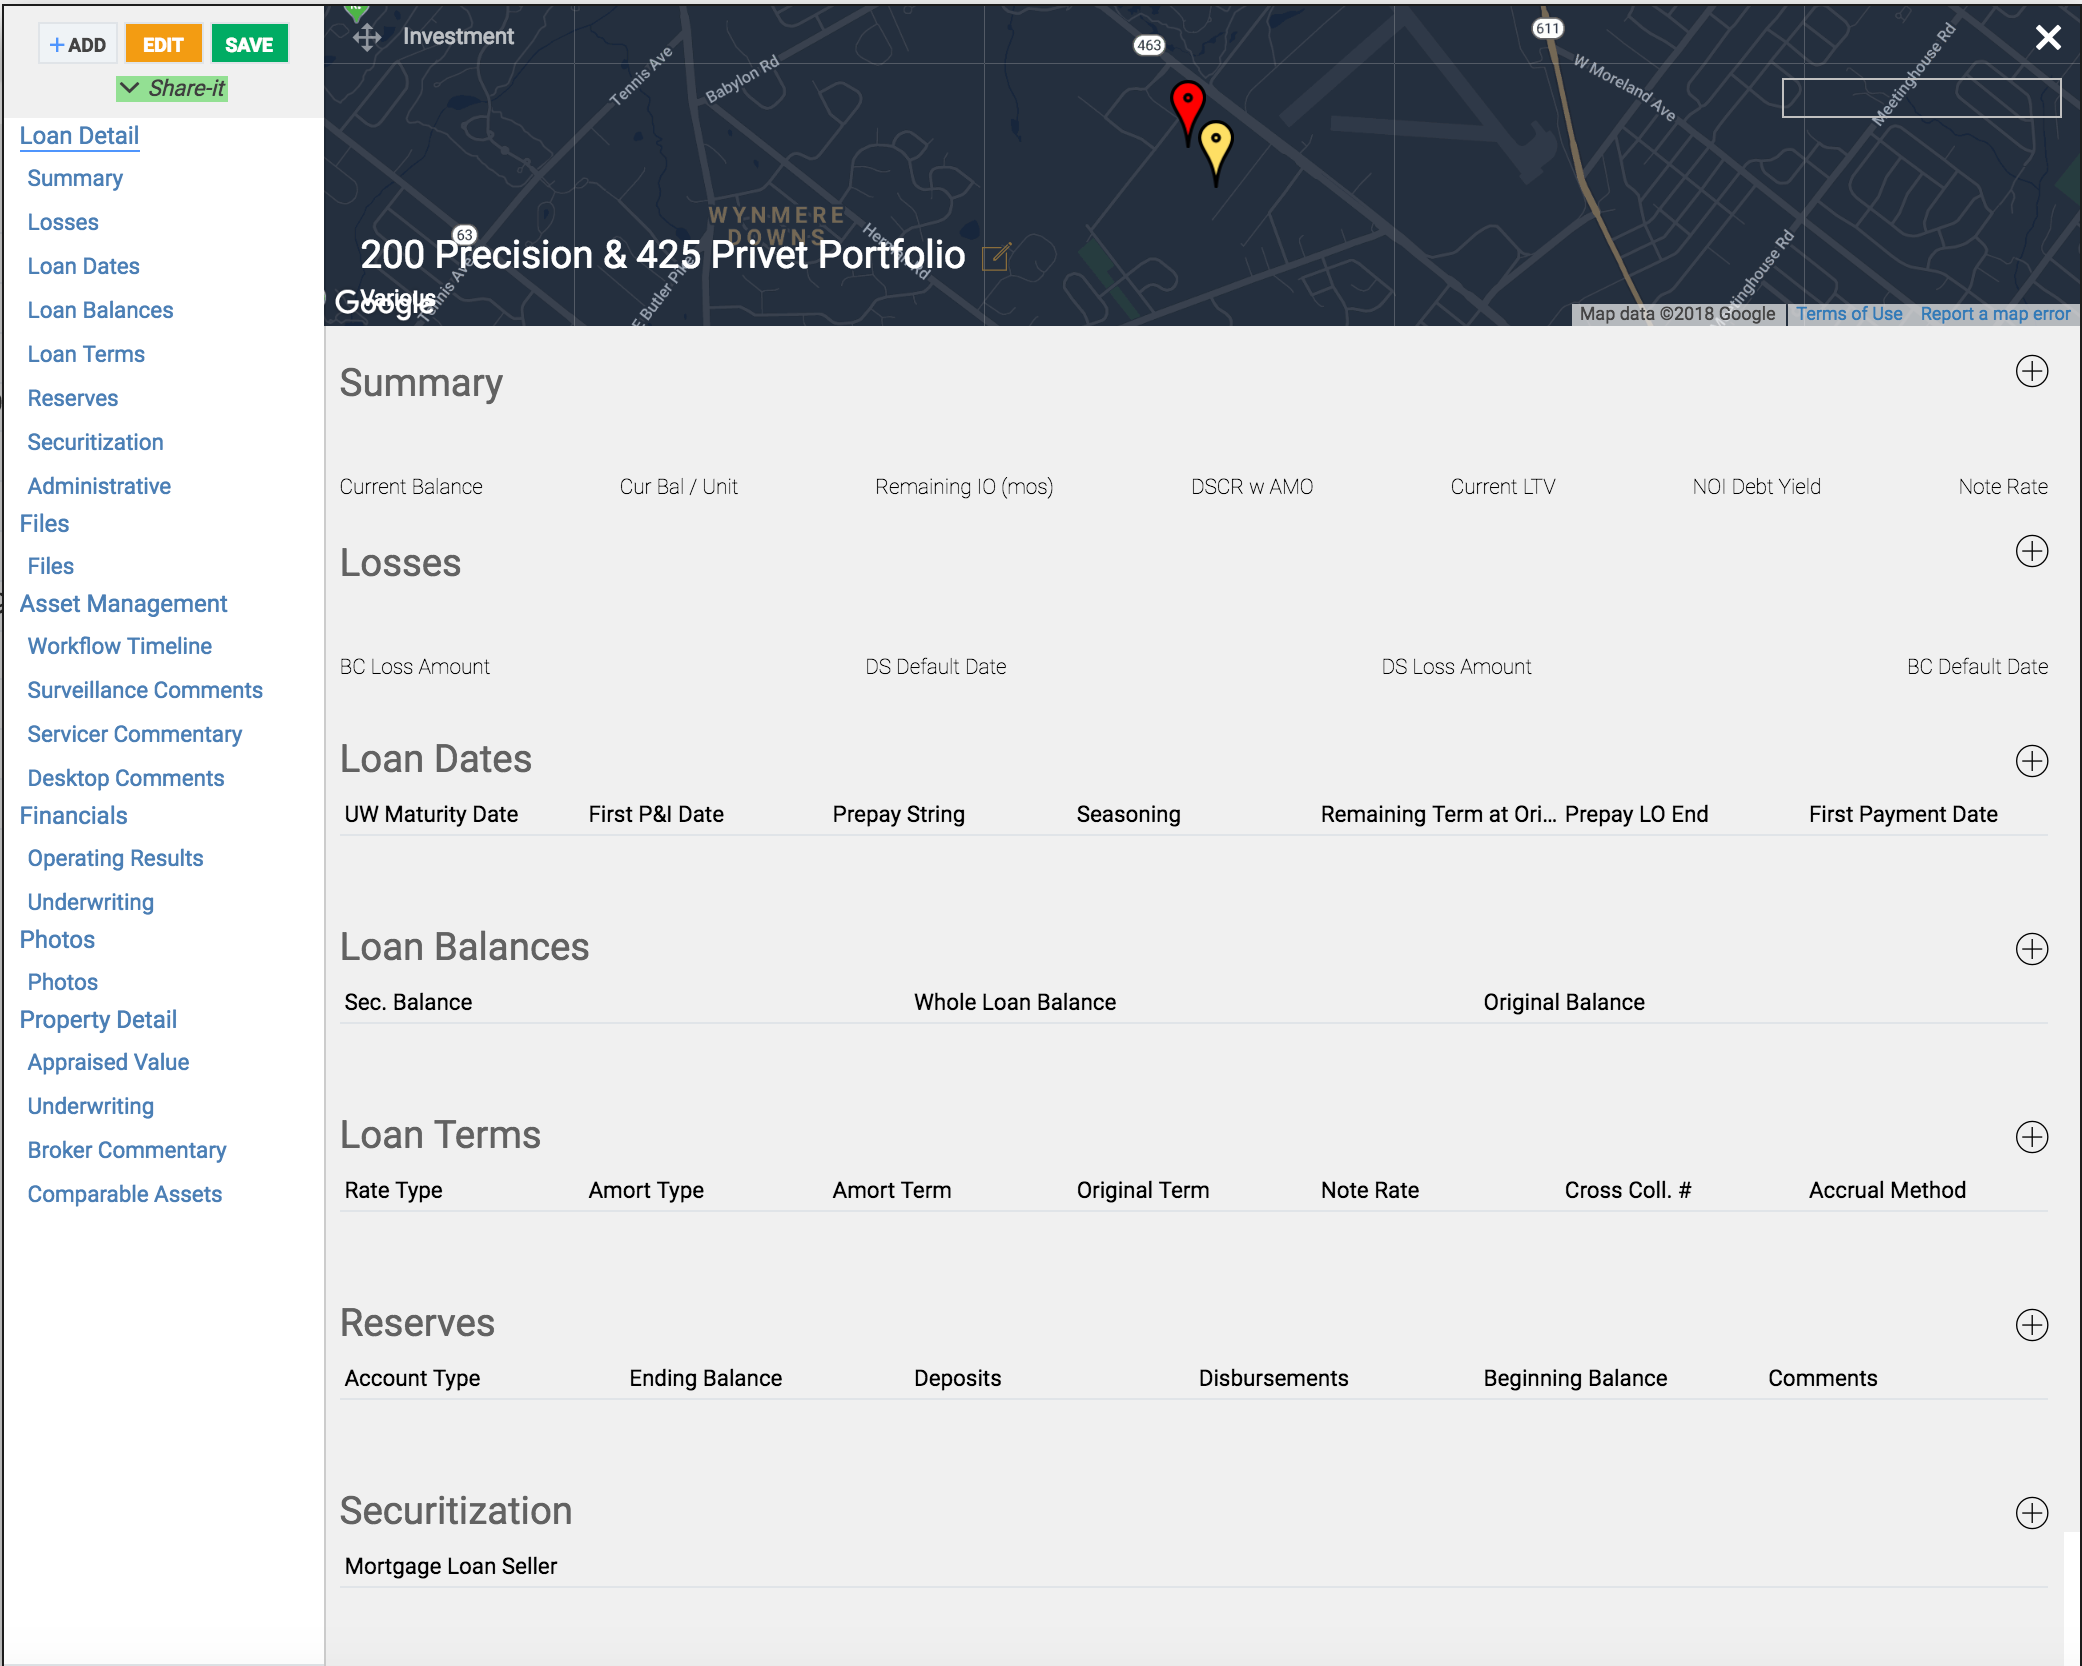 + ADD EDIT SAVE
Share-it
Loan Detail
Summary
Losses
Loan Dates
Loan Balances
Loan Terms
Reserves
Securitization
Administrative
Files
Files
Asset Management
Workflow Timeline
Surveillance Comments
Servicer Commentary
Desktop Comments
Financials
Operating Results
Underwriting
Photos
Photos
Property Detail
Appraised Value
Underwriting
Broker Commentary
Comparable Assets
Investment
463
611
Tennis Ave
Babylon Rd
W Moreland Ave
Meetinghouse Rd
WYNMERE
DOWNS
63
200 Precision & 425 Privet Portfolio
Various
Google
Tennis Ave
E Butler Pike
Meetinghouse Rd
Map data ©2018 Google Terms of Use Report a map error
Summary
Current Balance Cur Bal / Unit Remaining IO (mos) DSCR w AMO Current LTV NOI Debt Yield Note Rate
Losses
BC Loss Amount DS Default Date DS Loss Amount BC Default Date
Loan Dates
UW Maturity Date First P&I Date Prepay String Seasoning Remaining Term at Ori... Prepay LO End First Payment Date
Loan Balances
Sec. Balance Whole Loan Balance Original Balance
Loan Terms
Rate Type Amort Type Amort Term Original Term Note Rate Cross Coll. # Accrual Method
Reserves
Account Type Ending Balance Deposits Disbursements Beginning Balance Comments
Securitization
Mortgage Loan Seller